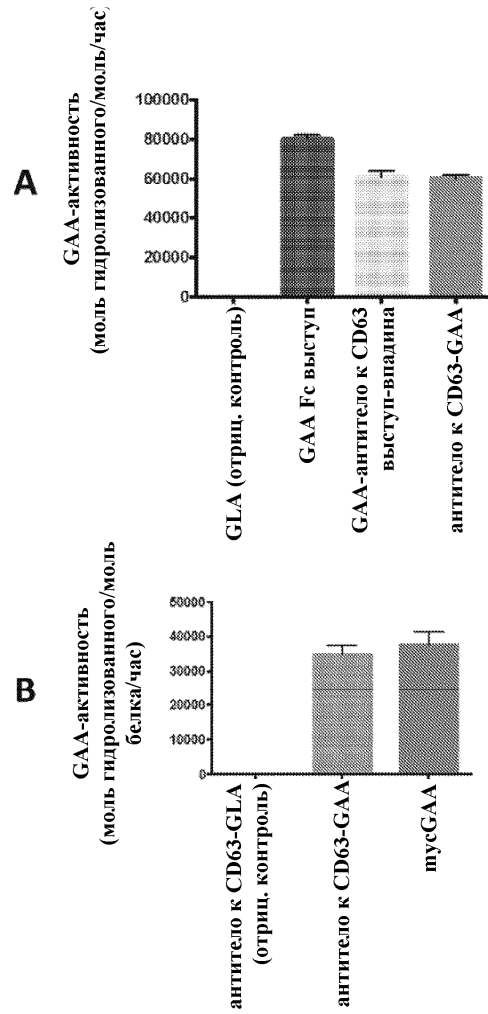 A
GAA-активность
(моль гидролизованного/моль/час)
100000
80000
60000
40000
20000
0
GLA (отриц. контроль)
GAA Fc выступ
GAA-антитело к CD63
выступ-впадина
антитело к CD63-GAA
B
GAA-активность
(моль гидролизованного/моль
белка/час)
50000
40000
30000
20000
10000
0
антитело к CD63-GLA
(отриц. контроль)
антитело к CD63-GAA
mycGAA